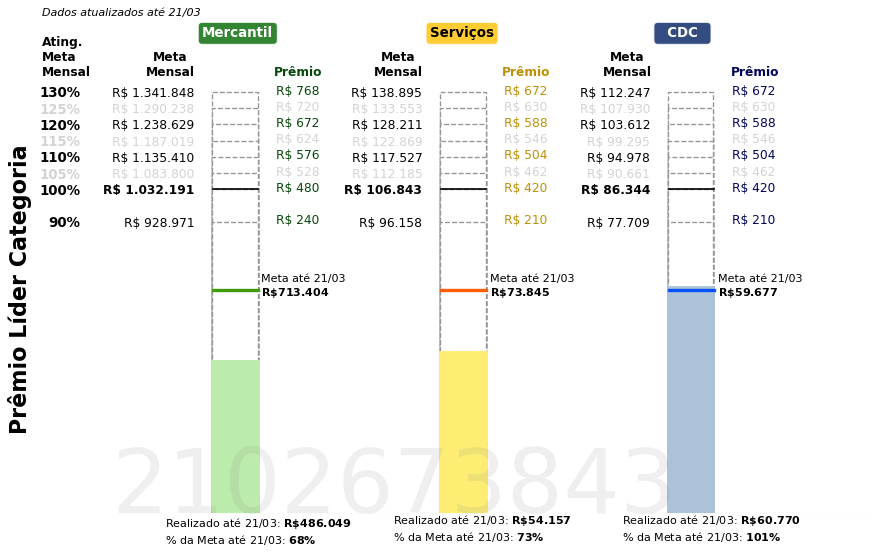 Dados atualizados até 21/03
Mercantil Serviços CDC
Ating. Meta Mensal Meta Mensal Prêmio Meta Mensal Prêmio Meta Mensal Prêmio
130% R$ 1.341.848 R$ 768 R$ 138.895 R$ 672 R$ 112.247 R$ 672
125% R$ 1.290.238 R$ 720 R$ 133.553 R$ 630 R$ 107.930 R$ 630
120% R$ 1.238.629 R$ 672 R$ 128.211 R$ 588 R$ 103.612 R$ 588
115% R$ 1.187.019 R$ 624 R$ 122.869 R$ 546 R$ 99.295 R$ 546
110% R$ 1.135.410 R$ 576 R$ 117.527 R$ 504 R$ 94.978 R$ 504
105% R$ 1.083.800 R$ 528 R$ 112.185 R$ 462 R$ 90.661 R$ 462
100% R$ 1.032.191 R$ 480 R$ 106.843 R$ 420 R$ 86.344 R$ 420
90% R$ 928.971 R$ 240 R$ 96.158 R$ 210 R$ 77.709 R$ 210
Prêmio Líder Categoria
Meta até 21/03 Meta até 21/03 Meta até 21/03
R$713.404 R$73.845 R$59.677
2102673843
Realizado até 21/03: R$486.049 Realizado até 21/03: R$54.157 Realizado até 21/03: R$60.770
% da Meta até 21/03: 68% % da Meta até 21/03: 73% % da Meta até 21/03: 101%